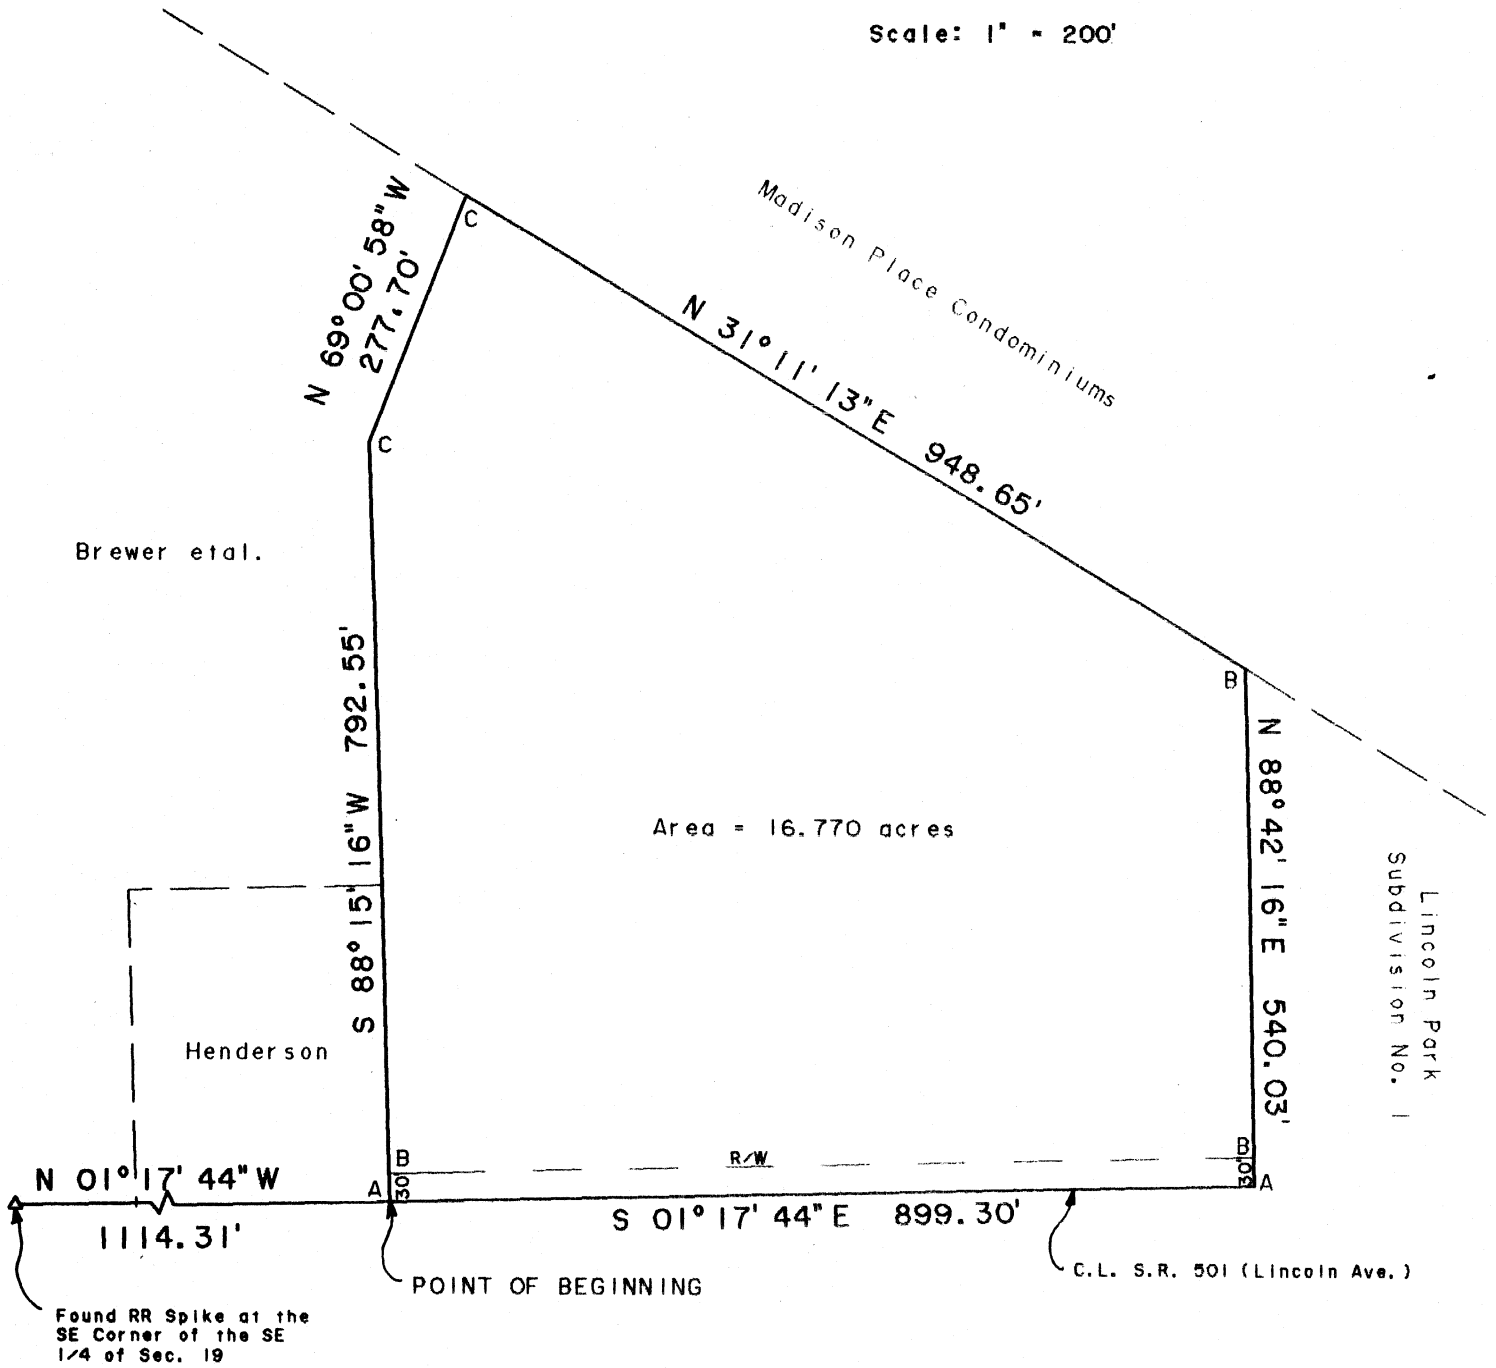 Scale: 1" = 200'
Madison Place Condominiums
N 69° 00' 58" W
277.70'
C
C
N 31° 11' 13" E 948.65'
Brewer etal.
B
S 88° 15' 16" W 792.55'
N 88° 42' 16" E 540.03'
Area = 16.770 acres
Lincoln Park
Subdivision No. 1
Henderson
B
R/W
B
N 01° 17' 44" W
A
30'
30'
A
1114.31'
S 01° 17' 44" E 899.30'
POINT OF BEGINNING
C.L. S.R. 501 (Lincoln Ave.)
Found RR Spike at the
SE Corner of the SE
1/4 of Sec. 19